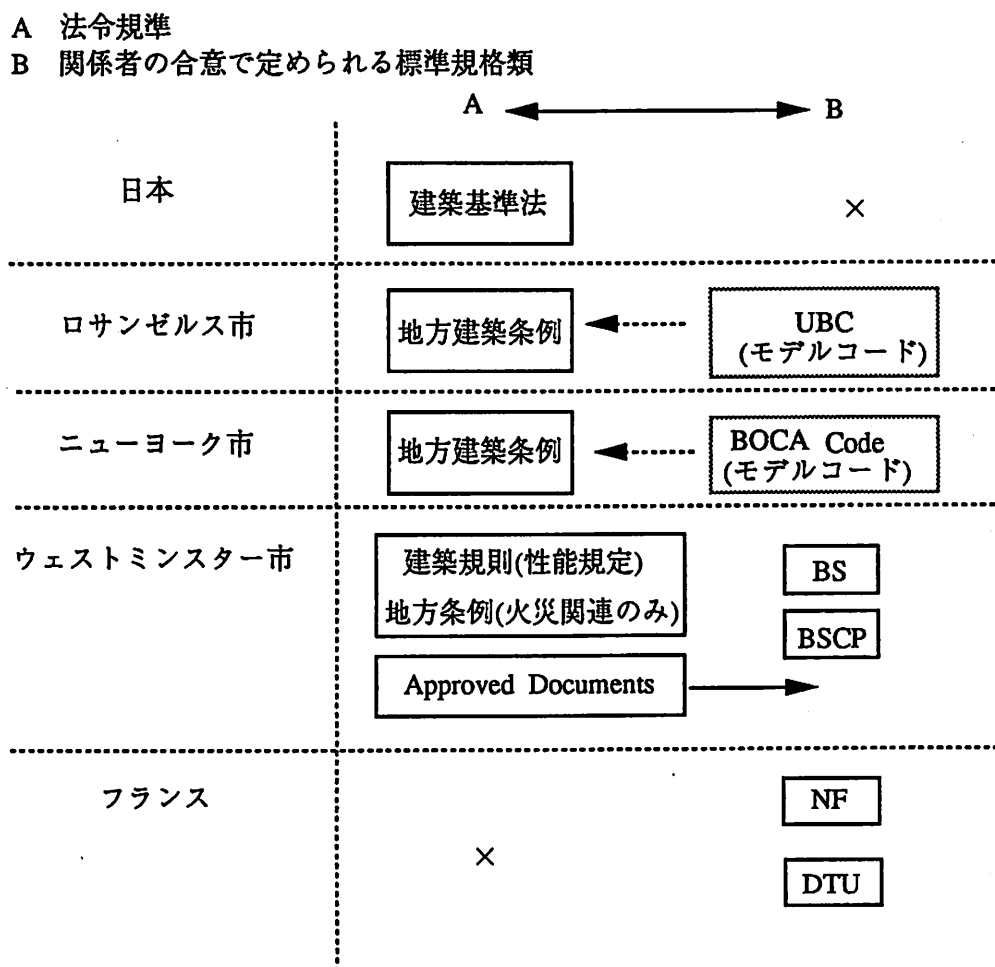 A 法令規準
B 関係者の合意で定められる標準規格類
A B
日本
建築基準法
×
ロサンゼルス市
地方建築条例
UBC
(モデルコード)
ニューヨーク市
地方建築条例
BOCA Code
(モデルコード)
ウェストミンスター市
建築規則(性能規定)
地方条例(火災関連のみ)
BS
BSCP
Approved Documents
フランス
×
NF
DTU